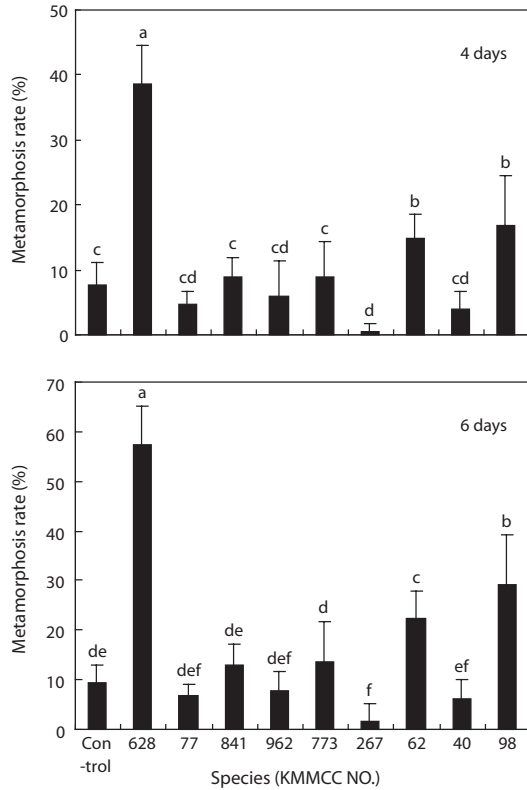 50
a
4 days
40
30
Metamorphosis rate (%)
20
b
b
c
c
cd
c
10
cd
cd
d
0
70
a
6 days
60
50
Metamorphosis rate (%)
40
b
30
c
20
d
de
de
def
def
ef
10
f
0
Con
-trol
628 77 841 962 773 267 62 40 98
Species (KMMCC NO.)